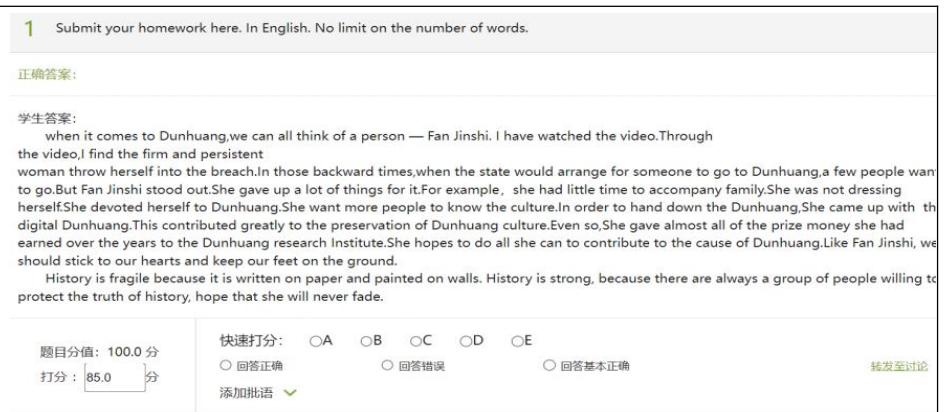 1 Submit your homework here. In English. No limit on the number of words.
正确答案：
学生答案：
when it comes to Dunhuang,we can all think of a person — Fan Jinshi. I have watched the video.Through
the video,I find the firm and persistent
woman throw herself into the breach.In those backward times,when the state would arrange for someone to go to Dunhuang,a few people
to go.But Fan Jinshi stood out.She gave up a lot of things for it.For example，she had little time to accompany family.She was not dressing
herself.She devoted herself to Dunhuang.She want more people to know the culture.In order to hand down the Dunhuang,She came up with
digital Dunhuang.This contributed greatly to the preservation of Dunhuang culture.Even so,She gave almost all of the prize money she had
earned over the years to the Dunhuang research Institute.She hopes to do all she can to contribute to the cause of Dunhuang.Like Fan Jinshi, we
should stick to our hearts and keep our feet on the ground.
History is fragile because it is written on paper and painted on walls. History is strong, because there are always a group of people willing to
protect the truth of history, hope that she will never fade.
题目分值：100.0 分
打分：85.0 分
快速打分： A B C D E
回答正确 回答错误 回答基本正确
转发至讨论
添加批语